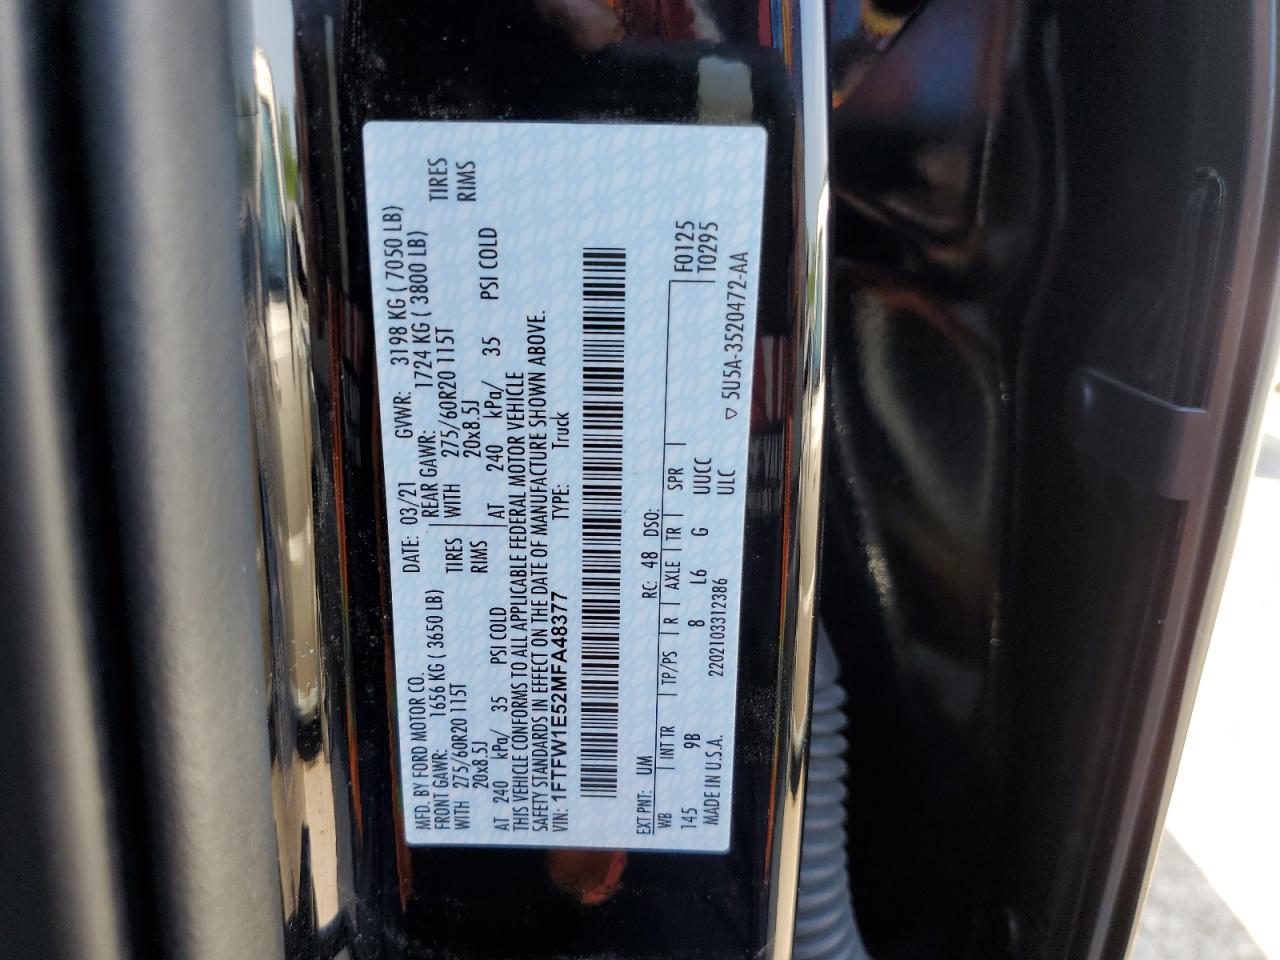 MFD. BY FORD MOTOR CO. DATE: 03/21 GVWR: 3198 KG ( 7050 LB)
FRONT GAWR: 1656 KG ( 3650 LB) REAR GAWR: 1724 KG ( 3800 LB)
WITH 275/60R20 115T TIRES WITH 275/60R20 115T TIRES
20x8.5J RIMS 20x8.5J RIMS
AT 240 kPa/ 35 PSI COLD AT 240 kPa/ 35 PSI COLD
THIS VEHICLE CONFORMS TO ALL APPLICABLE FEDERAL MOTOR VEHICLE
SAFETY STANDARDS IN EFFECT ON THE DATE OF MANUFACTURE SHOWN ABOVE.
VIN: 1FTFW1E52MFA48377 TYPE: Truck
EXT PNT: UM RC: 48 DSO: F0125
WB INT TR TP/PS R AXLE TR SPR T0295
145 9B 8 L6 G UUCC
MADE IN U.S.A. 2202103312386 ULC ▽ 5U5A-3520472-AA